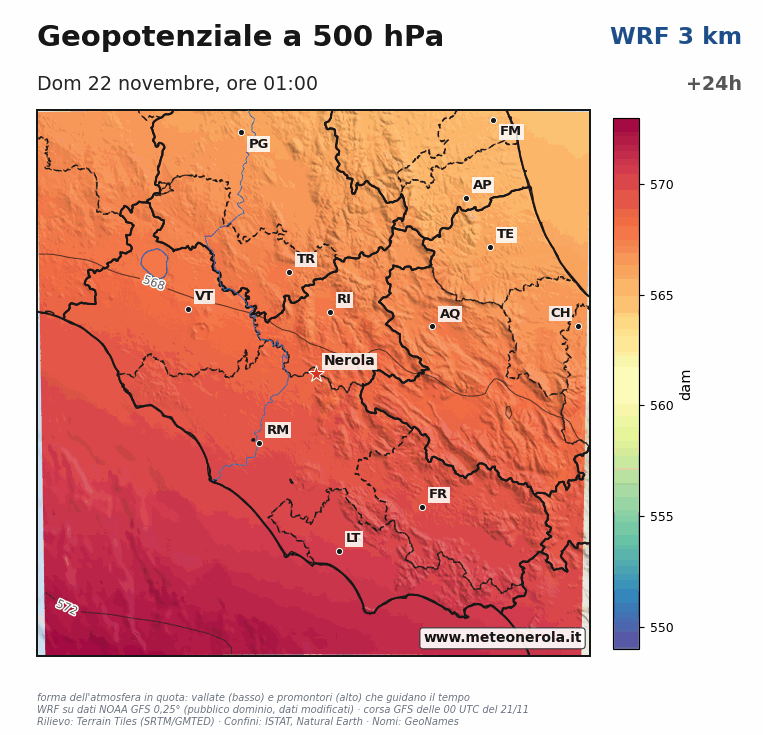 Geopotenziale a 500 hPa
WRF 3 km
Dom 22 novembre, ore 01:00
+24h
FM
PG
AP
TE
TR
568
VT
RI
AQ
CH
Nerola
RM
FR
LT
572
www.meteonerola.it
570
565
560
555
550
dam
forma dell'atmosfera in quota: vallate (basso) e promontori (alto) che guidano il tempo
WRF su dati NOAA GFS 0,25° (pubblico dominio, dati modificati) · corsa GFS delle 00 UTC del 21/11
Rilievo: Terrain Tiles (SRTM/GMTED) · Confini: ISTAT, Natural Earth · Nomi: GeoNames